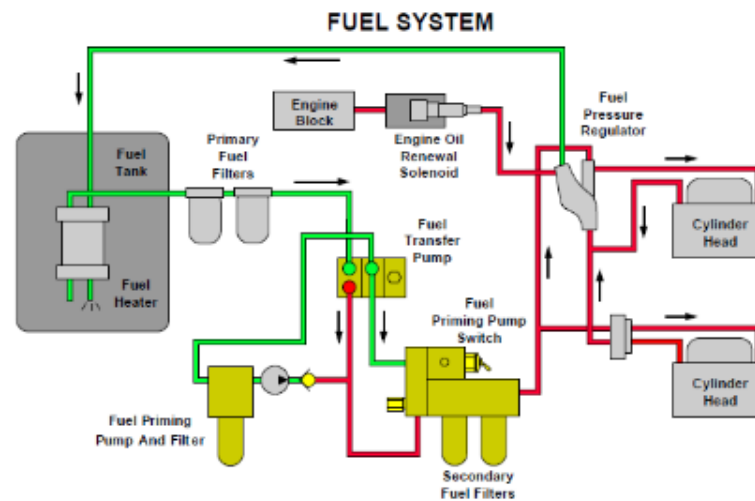 FUEL SYSTEM
Engine
Block
Engine Oil
Renewal
Solenoid
Fuel
Pressure
Regulator
Fuel
Tank
Primary
Fuel
Filters
Fuel
Transfer
Pump
Cylinder
Head
Fuel
Heater
Fuel
Priming Pump
Switch
Fuel Priming
Pump And Filter
Secondary
Fuel Filters
Cylinder
Head